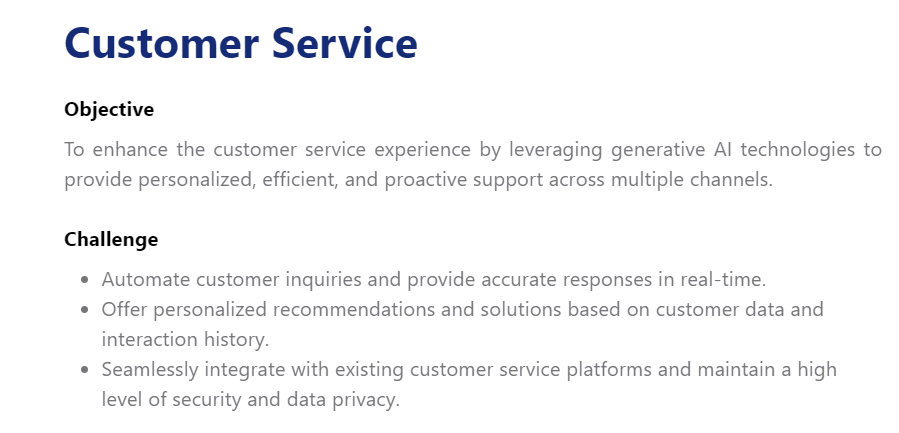 Customer Service
Objective
To enhance the customer service experience by leveraging generative AI technologies to
provide personalized, efficient, and proactive support across multiple channels.
Challenge
• Automate customer inquiries and provide accurate responses in real-time.
• Offer personalized recommendations and solutions based on customer data and
interaction history.
• Seamlessly integrate with existing customer service platforms and maintain a high
level of security and data privacy.